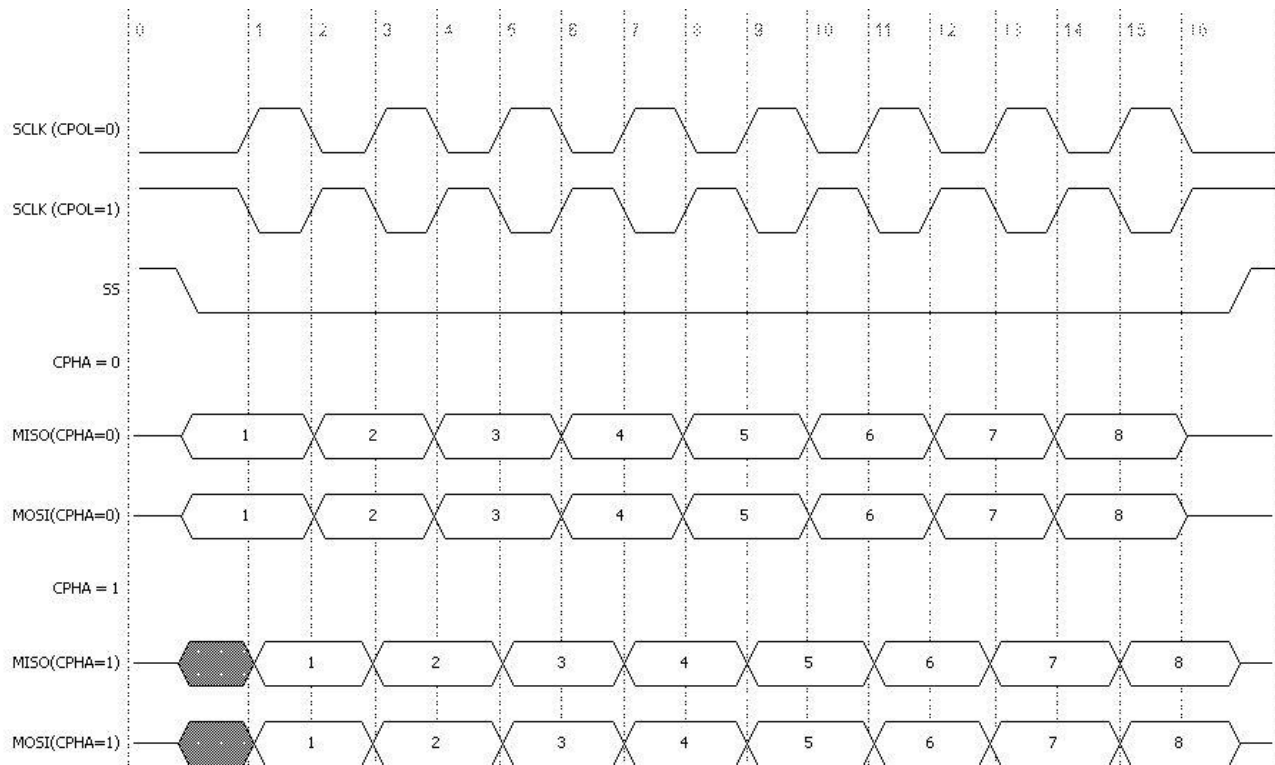 0 1 2 3 4 5 6 7 8 9 10 11 12 13 14 15 16
SCLK (CPOL=0)
SCLK (CPOL=1)
SS
CPHA = 0
MISO(CPHA=0) 1 2 3 4 5 6 7 8
MOSI(CPHA=0) 1 2 3 4 5 6 7 8
CPHA = 1
MISO(CPHA=1) 1 2 3 4 5 6 7 8
MOSI(CPHA=1) 1 2 3 4 5 6 7 8